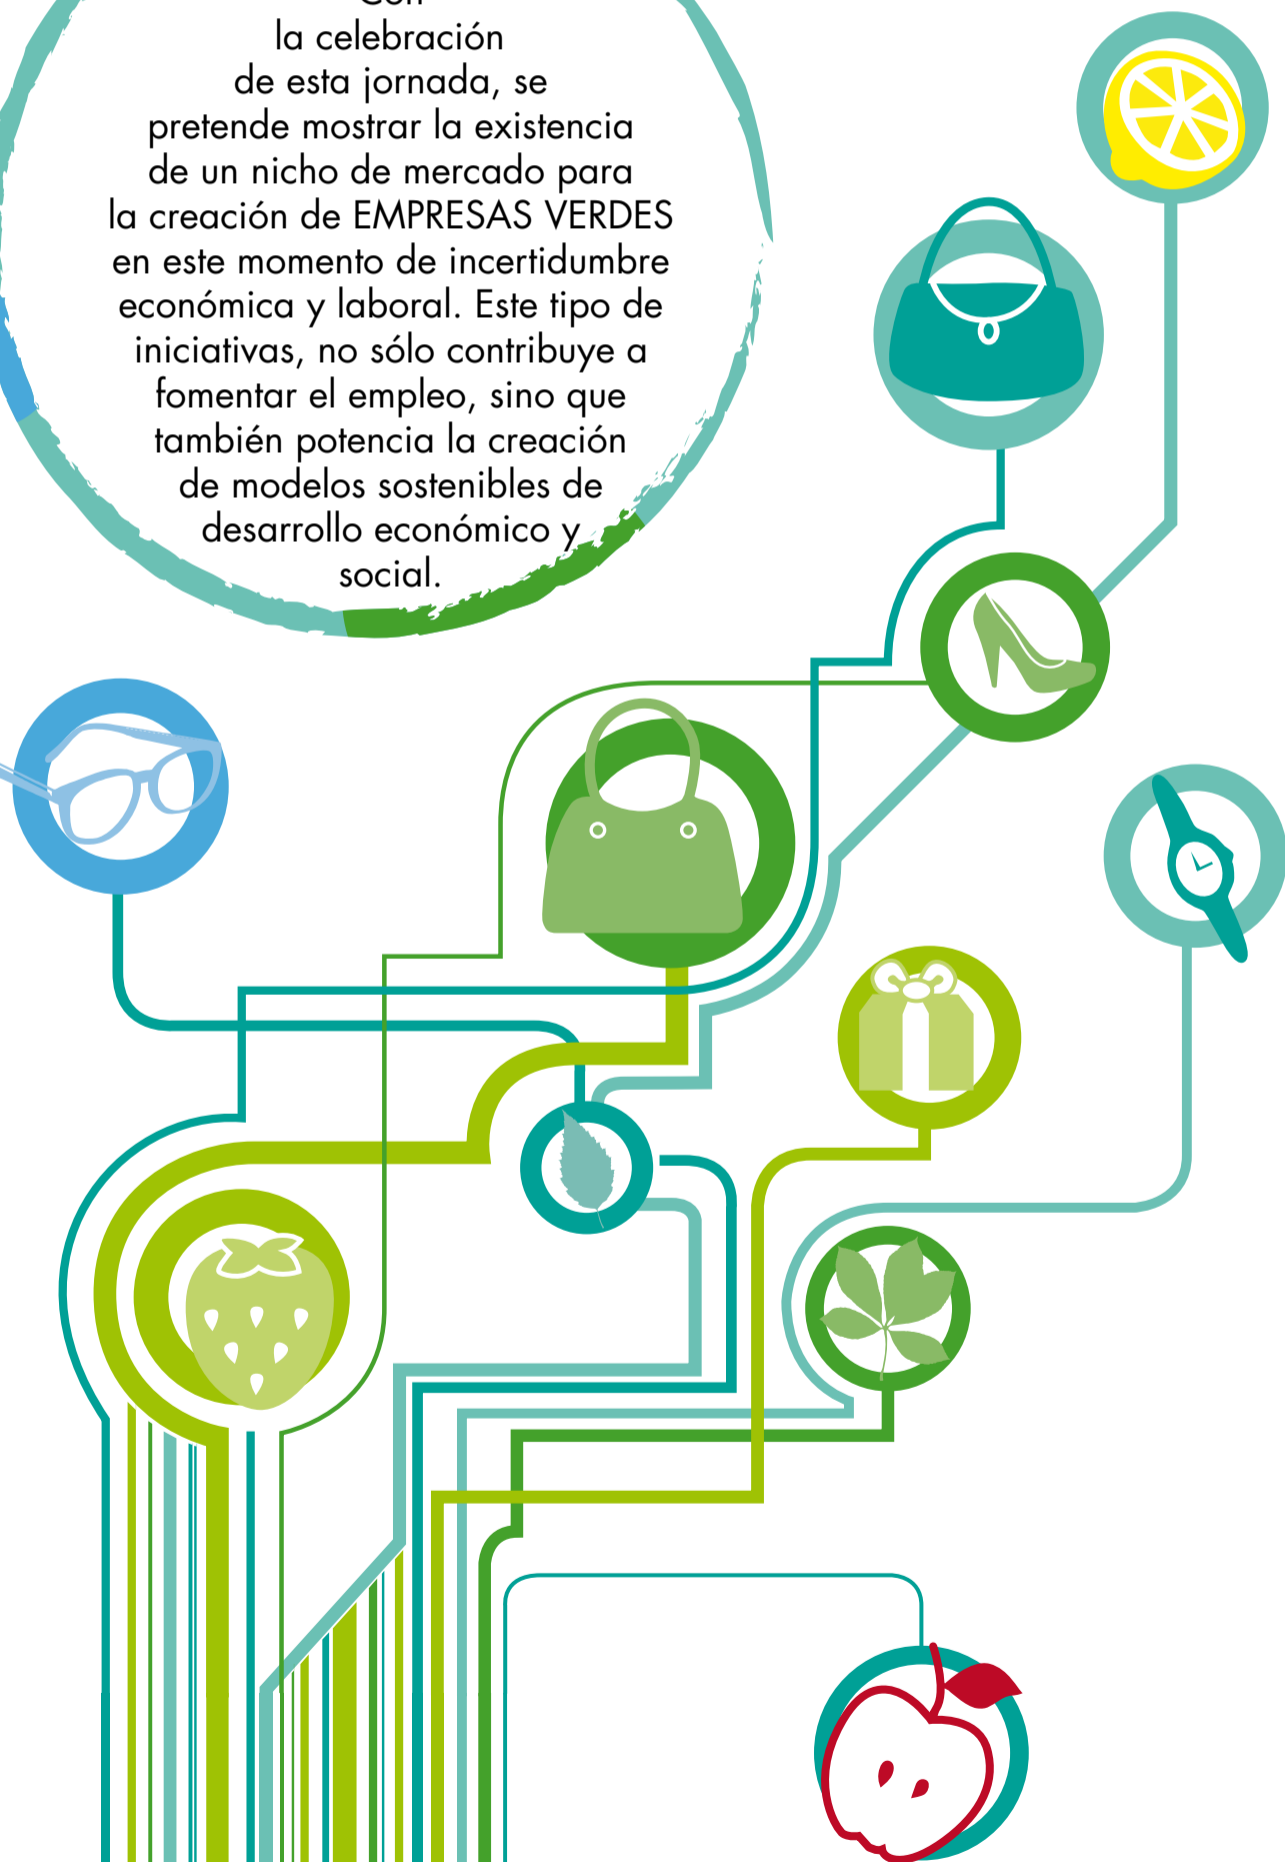 Con
la celebración
de esta jornada, se
pretende mostrar la existencia
de un nicho de mercado para
la creación de EMPRESAS VERDES
en este momento de incertidumbre
económica y laboral. Este tipo de
iniciativas, no sólo contribuye a
fomentar el empleo, sino que
también potencia la creación
de modelos sostenibles de
desarrollo económico y
social.